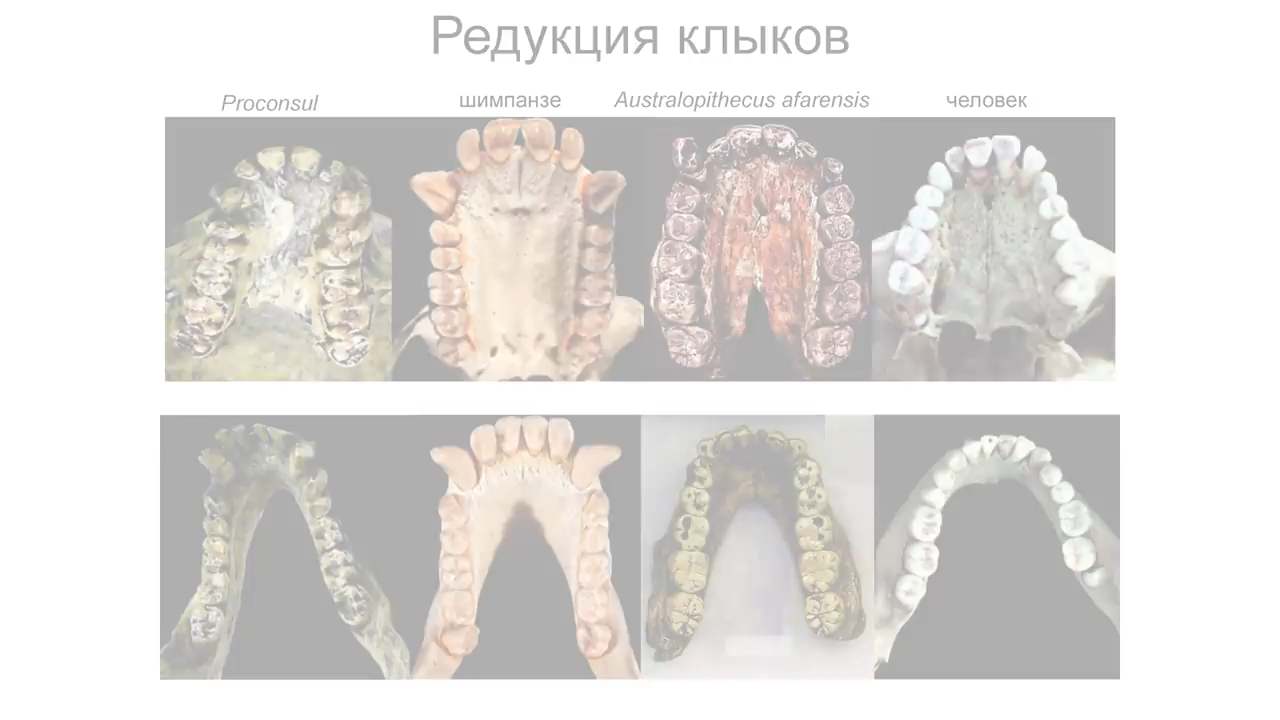 Редукция клыков
Proconsul шимпанзе Australopithecus afarensis человек